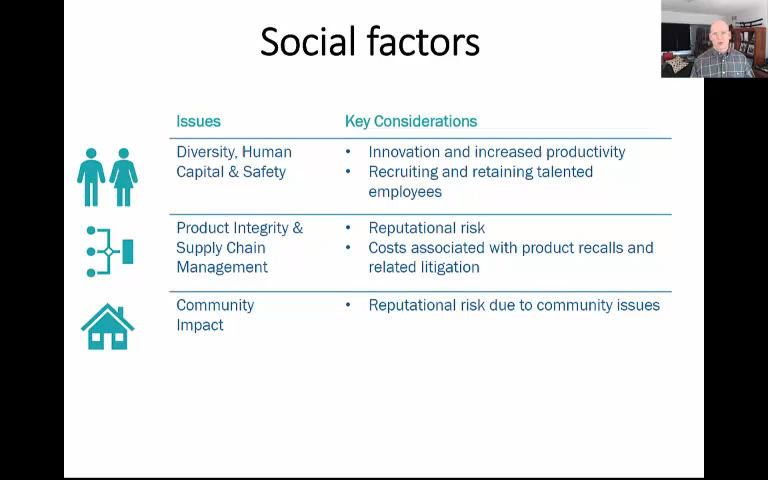 Social factors
Issues
Key Considerations
Diversity, Human
Capital & Safety
• Innovation and increased productivity
• Recruiting and retaining talented
employees
Product Integrity &
Supply Chain
Management
• Reputational risk
• Costs associated with product recalls and
related litigation
Community
Impact
• Reputational risk due to community issues